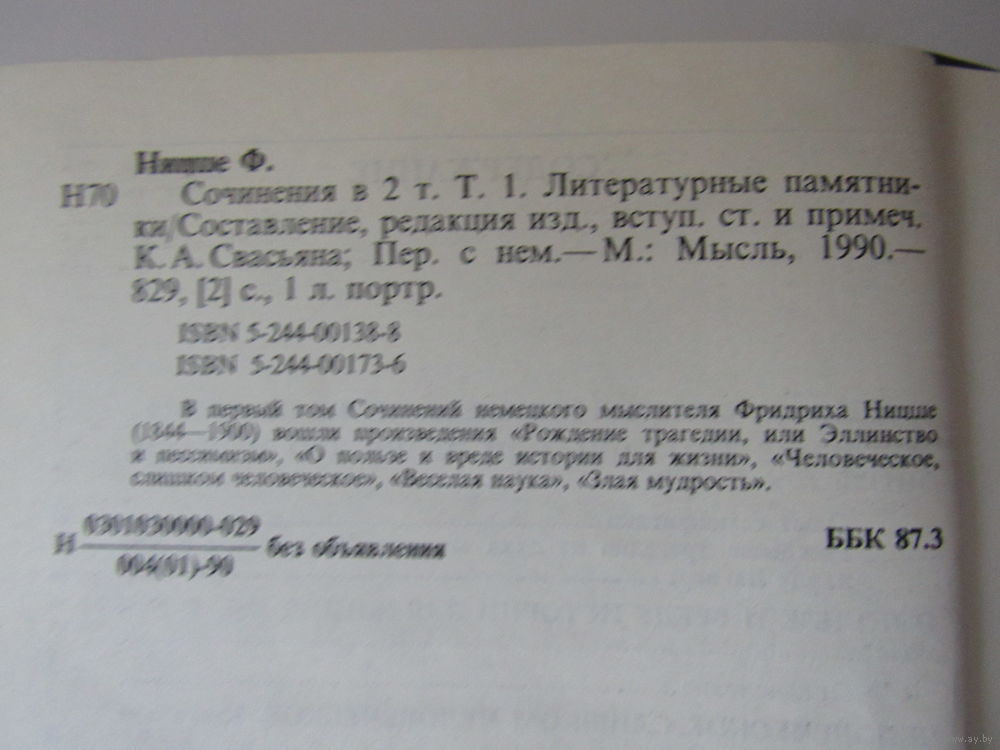 Ницше Ф.
Н70 Сочинения в 2 т. Т. 1. Литературные памятни-
ки/Составление, редакция изд., вступ. ст. и примеч.
К. А. Свасьяна; Пер. с нем.— М.: Мысль, 1990.—
829, [2] с., 1 л. портр.
ISBN 5-244-00138-8
ISBN 5-244-00173-6
В первый том Сочинений немецкого мыслителя Фридриха Ницше
(1844—1900) вошли произведения «Рождение трагедии, или Эллинство
и пессимизм», «О пользе и вреде истории для жизни», «Человеческое,
слишком человеческое», «Веселая наука», «Злая мудрость».
Н 0301030000-029
004(01)-90 без объявления
ББК 87.3
www.ay.by